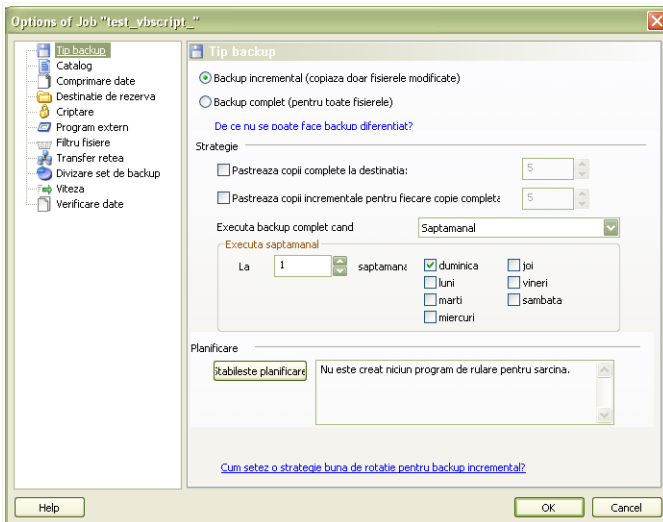 Options of Job "test_vbscript_"
Tip backup
Catalog
Comprimare date
Destinatie de rezerva
Criptare
Program extern
Filtru fisiere
Transfer retea
Divizare set de backup
Viteza
Verificare date
Tip backup
Backup incremental (copiaza doar fisierele modificate)
Backup complet (pentru toate fisierele)
De ce nu se poate face backup diferentiat?
Strategie
Pastreaza copii complete la destinatia: 5
Pastreaza copii incrementale pentru fiecare copie completa 5
Executa backup complet cand Saptamanal
Executa saptamanal
La 1 saptamana
duminica joi
luni vineri
marti sambata
miercuri
Planificare
Stabileste planificare
Nu este creat niciun program de rulare pentru sarcina.
Cum setez o strategie buna de rotatie pentru backup incremental?
Help OK Cancel